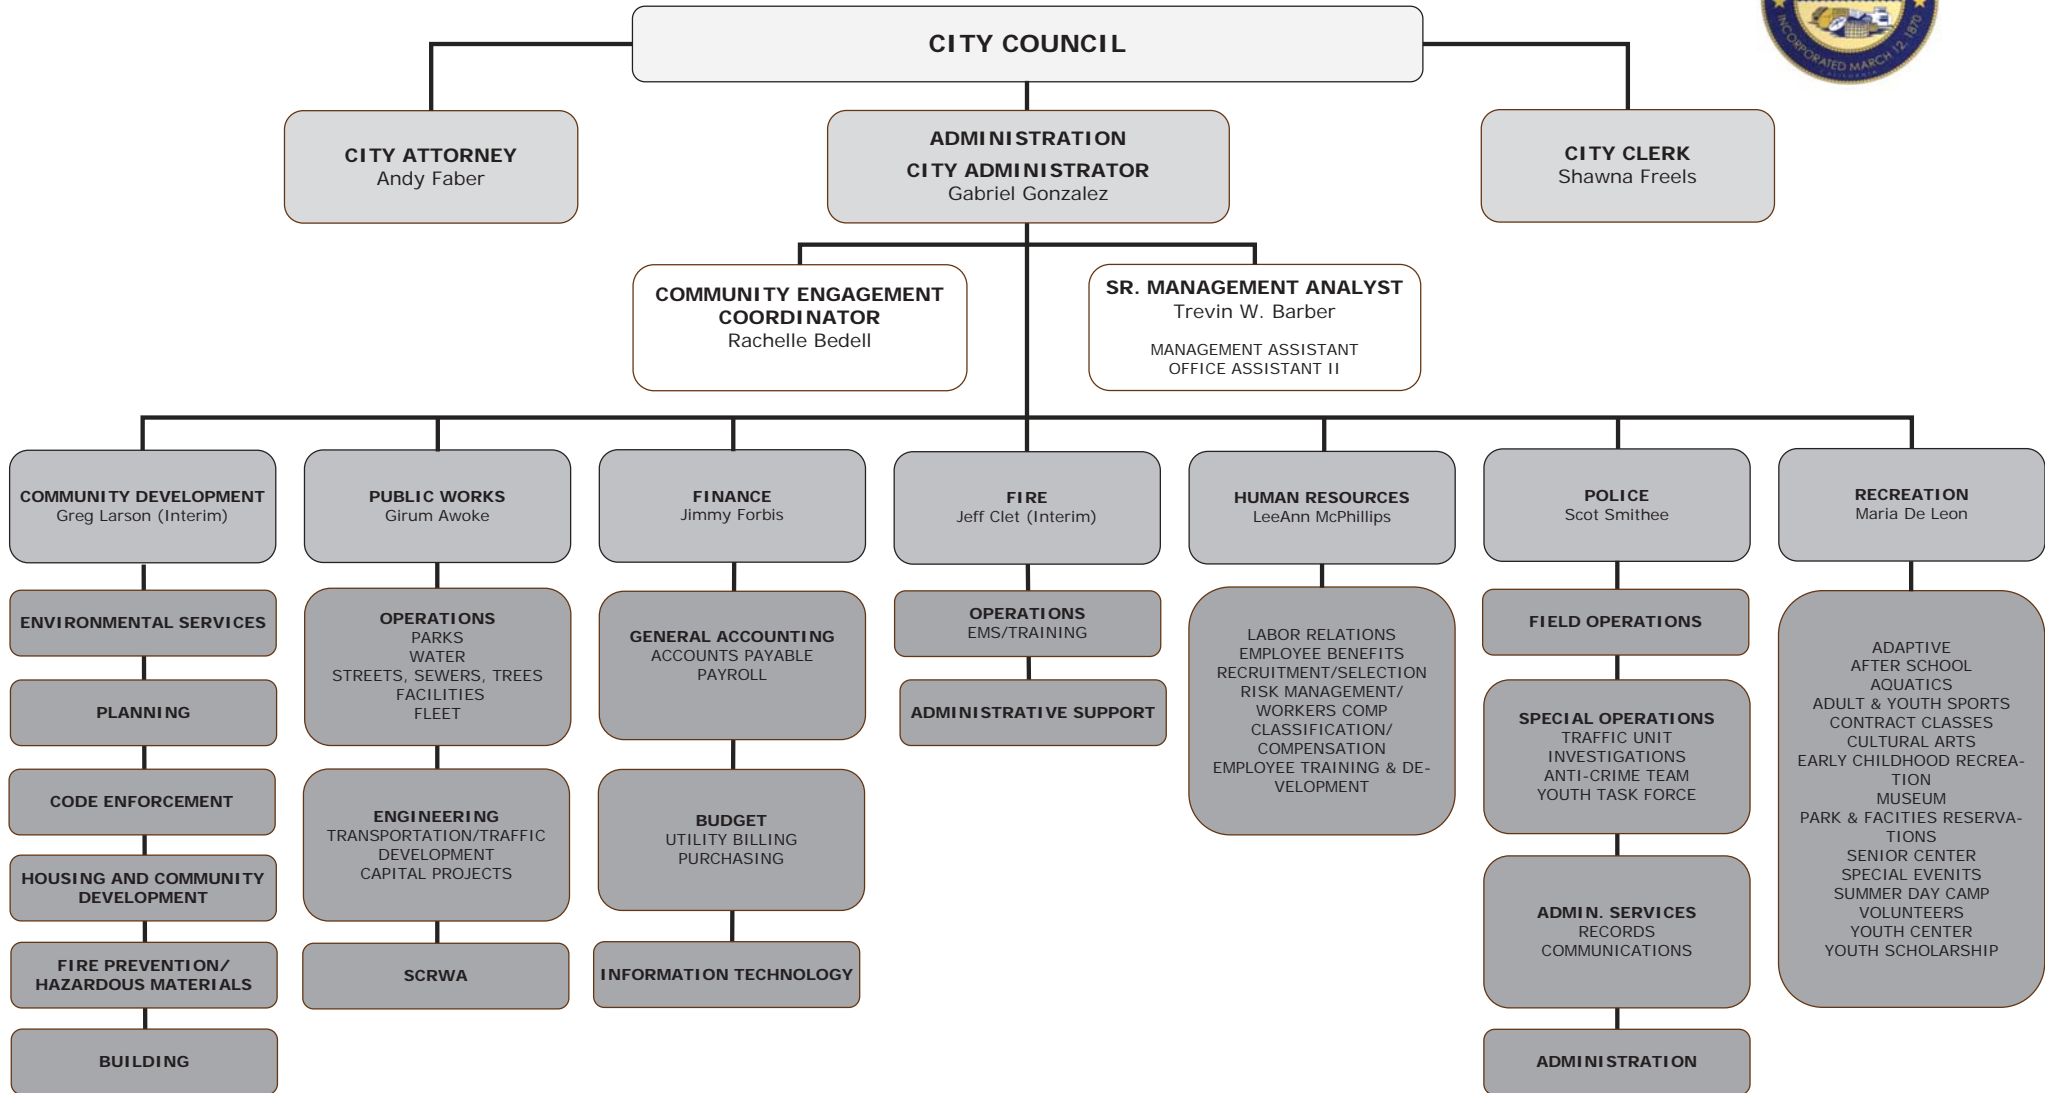 INCORPORATED MARCH 12, 1870
CALIFORNIA
CITY COUNCIL
CITY ATTORNEY
Andy Faber
ADMINISTRATION
CITY ADMINISTRATOR
Gabriel Gonzalez
CITY CLERK
Shawna Freels
COMMUNITY ENGAGEMENT
COORDINATOR
Rachelle Bedell
SR. MANAGEMENT ANALYST
Trevin W. Barber
MANAGEMENT ASSISTANT
OFFICE ASSISTANT II
COMMUNITY DEVELOPMENT
Greg Larson (Interim)
ENVIRONMENTAL SERVICES
PLANNING
CODE ENFORCEMENT
HOUSING AND COMMUNITY
DEVELOPMENT
FIRE PREVENTION/
HAZARDOUS MATERIALS
BUILDING
PUBLIC WORKS
Girum Awoke
OPERATIONS
PARKS
WATER
STREETS, SEWERS, TREES
FACILITIES
FLEET
ENGINEERING
TRANSPORTATION/TRAFFIC
DEVELOPMENT
CAPITAL PROJECTS
SCRWA
FINANCE
Jimmy Forbis
GENERAL ACCOUNTING
ACCOUNTS PAYABLE
PAYROLL
BUDGET
UTILITY BILLING
PURCHASING
INFORMATION TECHNOLOGY
FIRE
Jeff Clet (Interim)
OPERATIONS
EMS/TRAINING
ADMINISTRATIVE SUPPORT
HUMAN RESOURCES
LeeAnn McPhillips
LABOR RELATIONS
EMPLOYEE BENEFITS
RECRUITMENT/SELECTION
RISK MANAGEMENT/
WORKERS COMP
CLASSIFICATION/
COMPENSATION
EMPLOYEE TRAINING & DE-
VELOPMENT
POLICE
Scot Smithee
FIELD OPERATIONS
SPECIAL OPERATIONS
TRAFFIC UNIT
INVESTIGATIONS
ANTI-CRIME TEAM
YOUTH TASK FORCE
ADMIN. SERVICES
RECORDS
COMMUNICATIONS
ADMINISTRATION
RECREATION
Maria De Leon
ADAPTIVE
AFTER SCHOOL
AQUATICS
ADULT & YOUTH SPORTS
CONTRACT CLASSES
CULTURAL ARTS
EARLY CHILDHOOD RECREA-
TION
MUSEUM
PARK & FACITIES RESERVA-
TIONS
SENIOR CENTER
SPECIAL EVENITS
SUMMER DAY CAMP
VOLUNTEERS
YOUTH CENTER
YOUTH SCHOLARSHIP